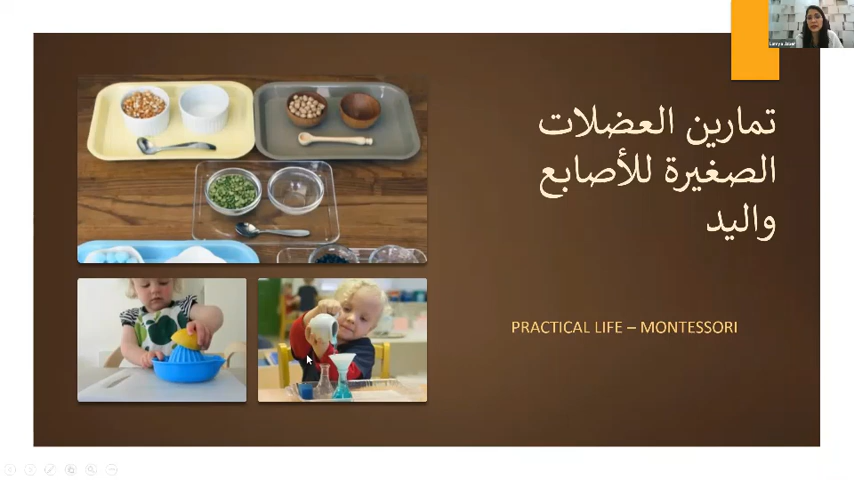 تمارين العضلات
الصغيرة للأصابع
واليد
PRACTICAL LIFE – MONTESSORI